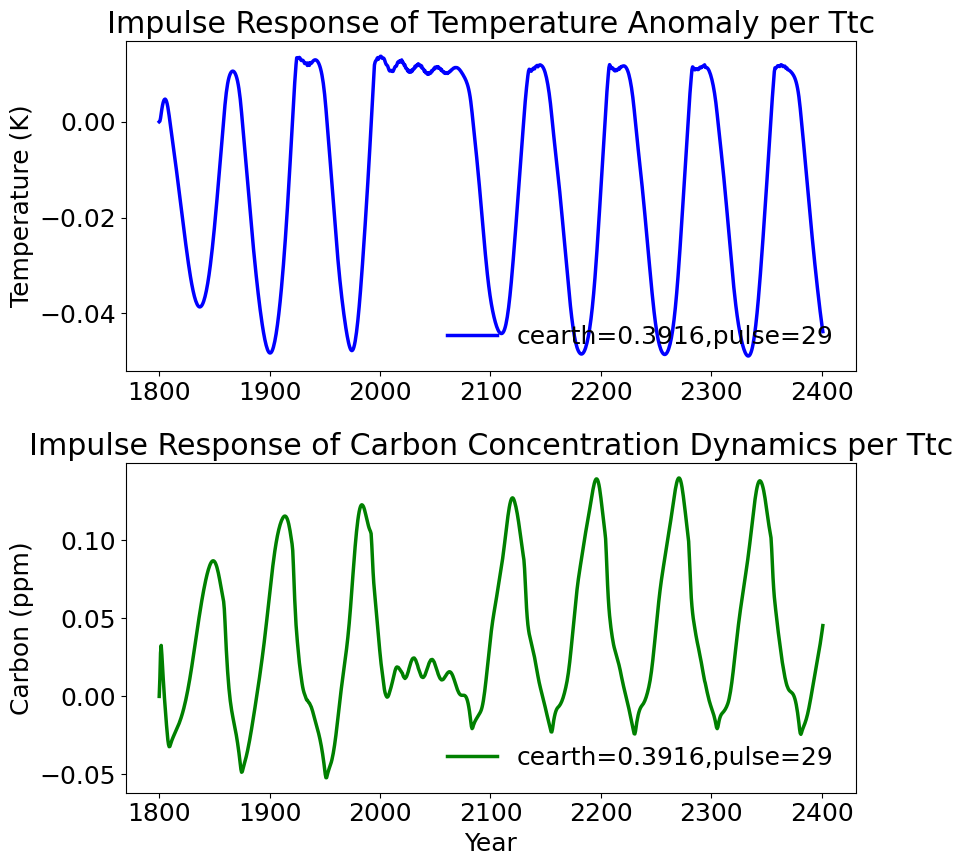 Impulse Response of Temperature Anomaly per Ttc
Temperature (K)
0.00
−0.02
−0.04
cearth=0.3916,pulse=29
1800 1900 2000 2100 2200 2300 2400
Impulse Response of Carbon Concentration Dynamics per Ttc
Carbon (ppm)
0.10
0.05
0.00
−0.05
cearth=0.3916,pulse=29
1800 1900 2000 2100 2200 2300 2400
Year